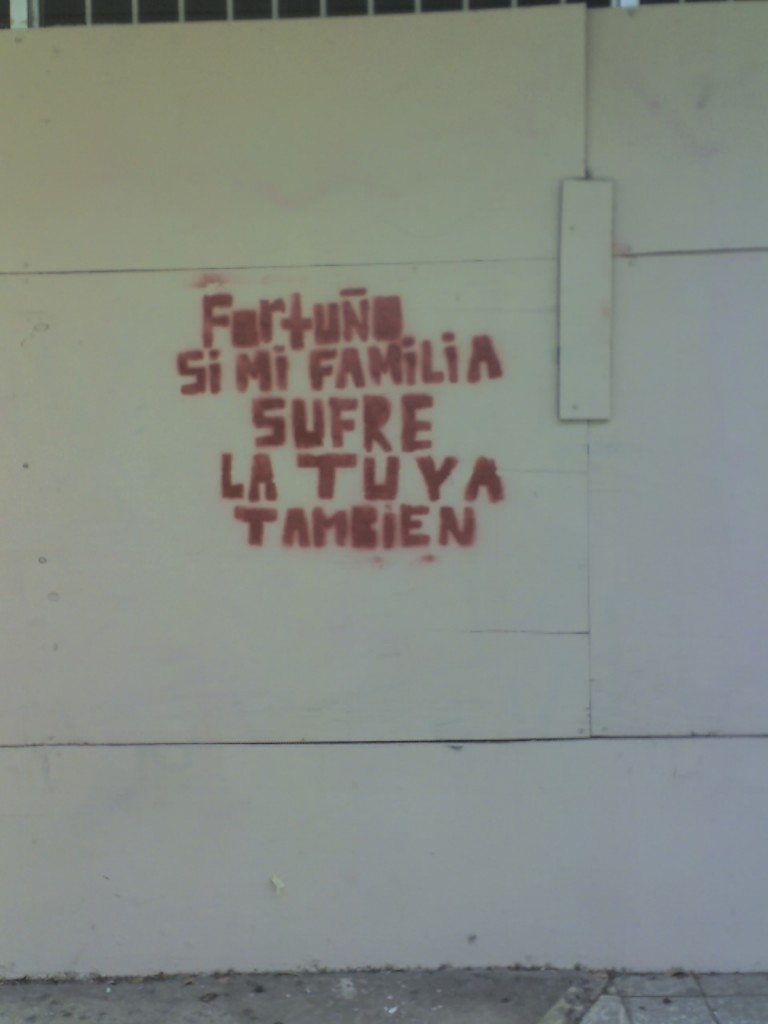 Fortuño
Si Mi FAMiLiA
SUFRE
LA TUYA
TAMBiEN